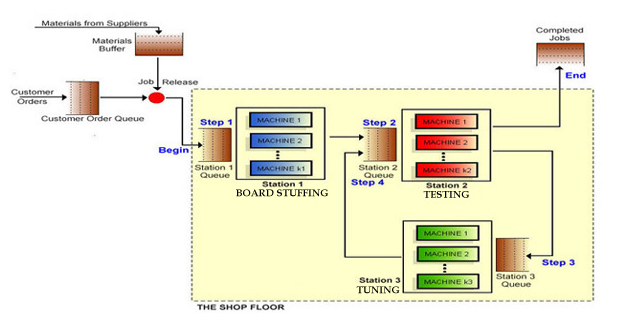 Materials from Suppliers
Materials
Buffer
Completed
Jobs
End
Job Release
Customer
Orders
Customer Order Queue
Begin
Step 1
Station 1
Queue
MACHINE 1
MACHINE 2
MACHINE k1
Station 1
BOARD STUFFING
Step 2
Station 2
Queue
Step 4
MACHINE 1
MACHINE 2
MACHINE k2
Station 2
TESTING
MACHINE 1
MACHINE 2
MACHINE k3
Station 3
TUNING
Step 3
Station 3
Queue
THE SHOP FLOOR